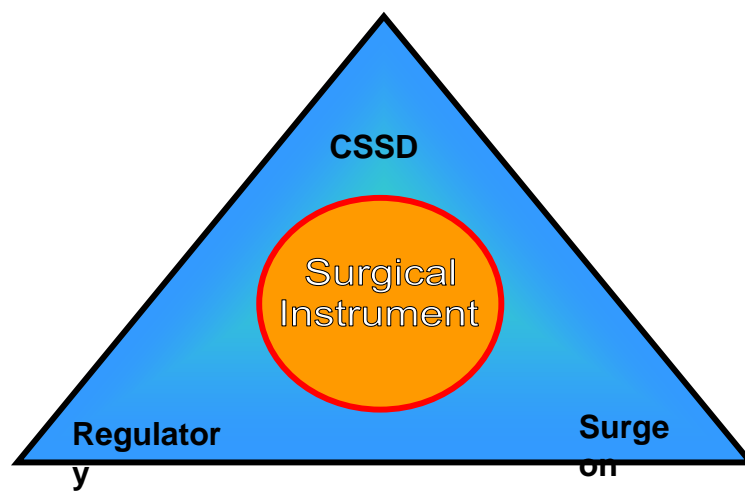 CSSD
Surgical
Instrument
Regulator
y
Surge
on